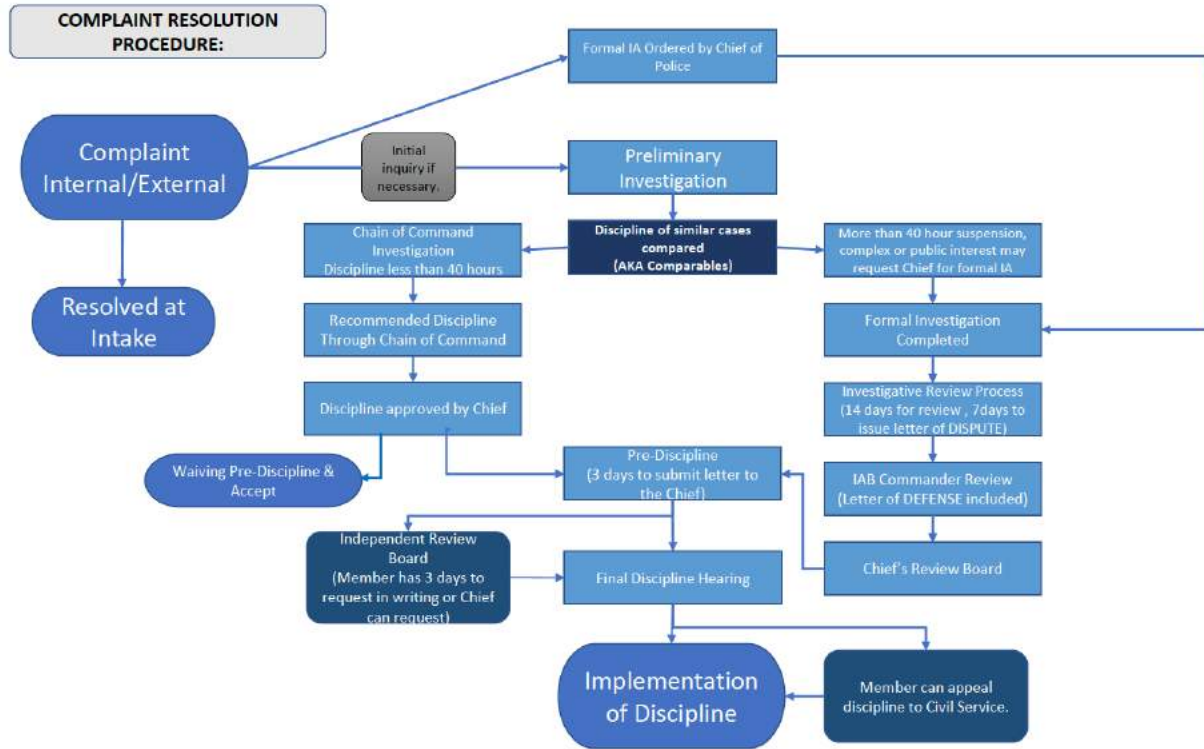 COMPLAINT RESOLUTION
PROCEDURE:
Formal IA Ordered by Chief of
Police
Complaint
Internal/External
Initial
inquiry if
necessary.
Preliminary
Investigation
Resolved at
Intake
Chain of Command
Investigation
Discipline less than 40 hours
Discipline of similar cases
compared
(AKA Comparables)
More than 40 hour suspension,
complex or public interest may
request Chief for formal IA
Recommended Discipline
Through Chain of Command
Formal Investigation
Completed
Discipline approved by Chief
Investigative Review Process
(14 days for review , 7days to
issue letter of DISPUTE)
Waiving Pre-Discipline &
Accept
Pre-Discipline
(3 days to submit letter to
the Chief)
IAB Commander Review
(Letter of DEFENSE included)
Independent Review
Board
(Member has 3 days to
request in writing or Chief
can request)
Final Discipline Hearing
Chief's Review Board
Implementation
of Discipline
Member can appeal
discipline to Civil Service.